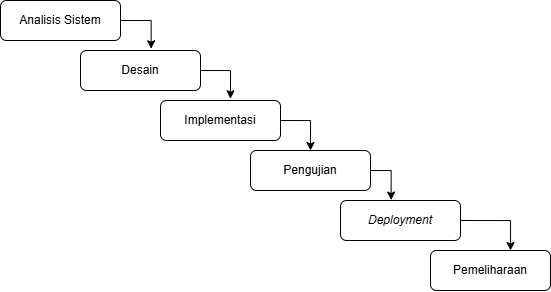 Analisis Sistem
Desain
Implementasi
Pengujian
Deployment
Pemeliharaan